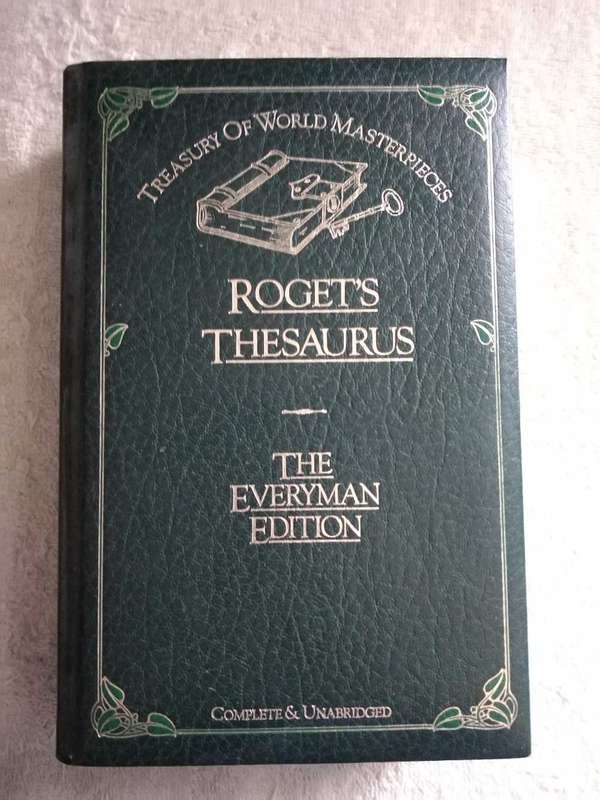 Treasury Of World Masterpieces
Roget's
Thesaurus
The
Everyman
Edition
Complete & Unabridged